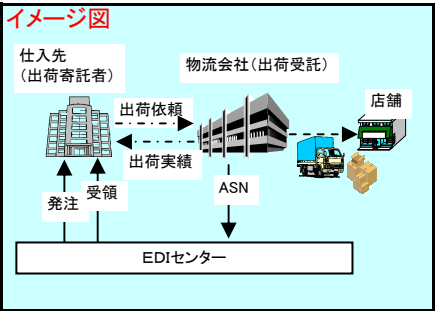 イメージ図
仕入先
（出荷寄託者）
物流会社（出荷受託）
店舗
出荷依頼
出荷実績
発注
受領
ASN
EDIセンター